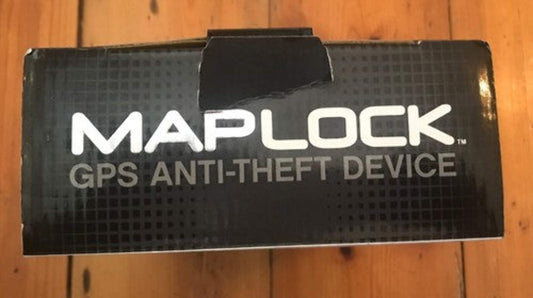 MAPLOCK™
GPS ANTI-THEFT DEVICE